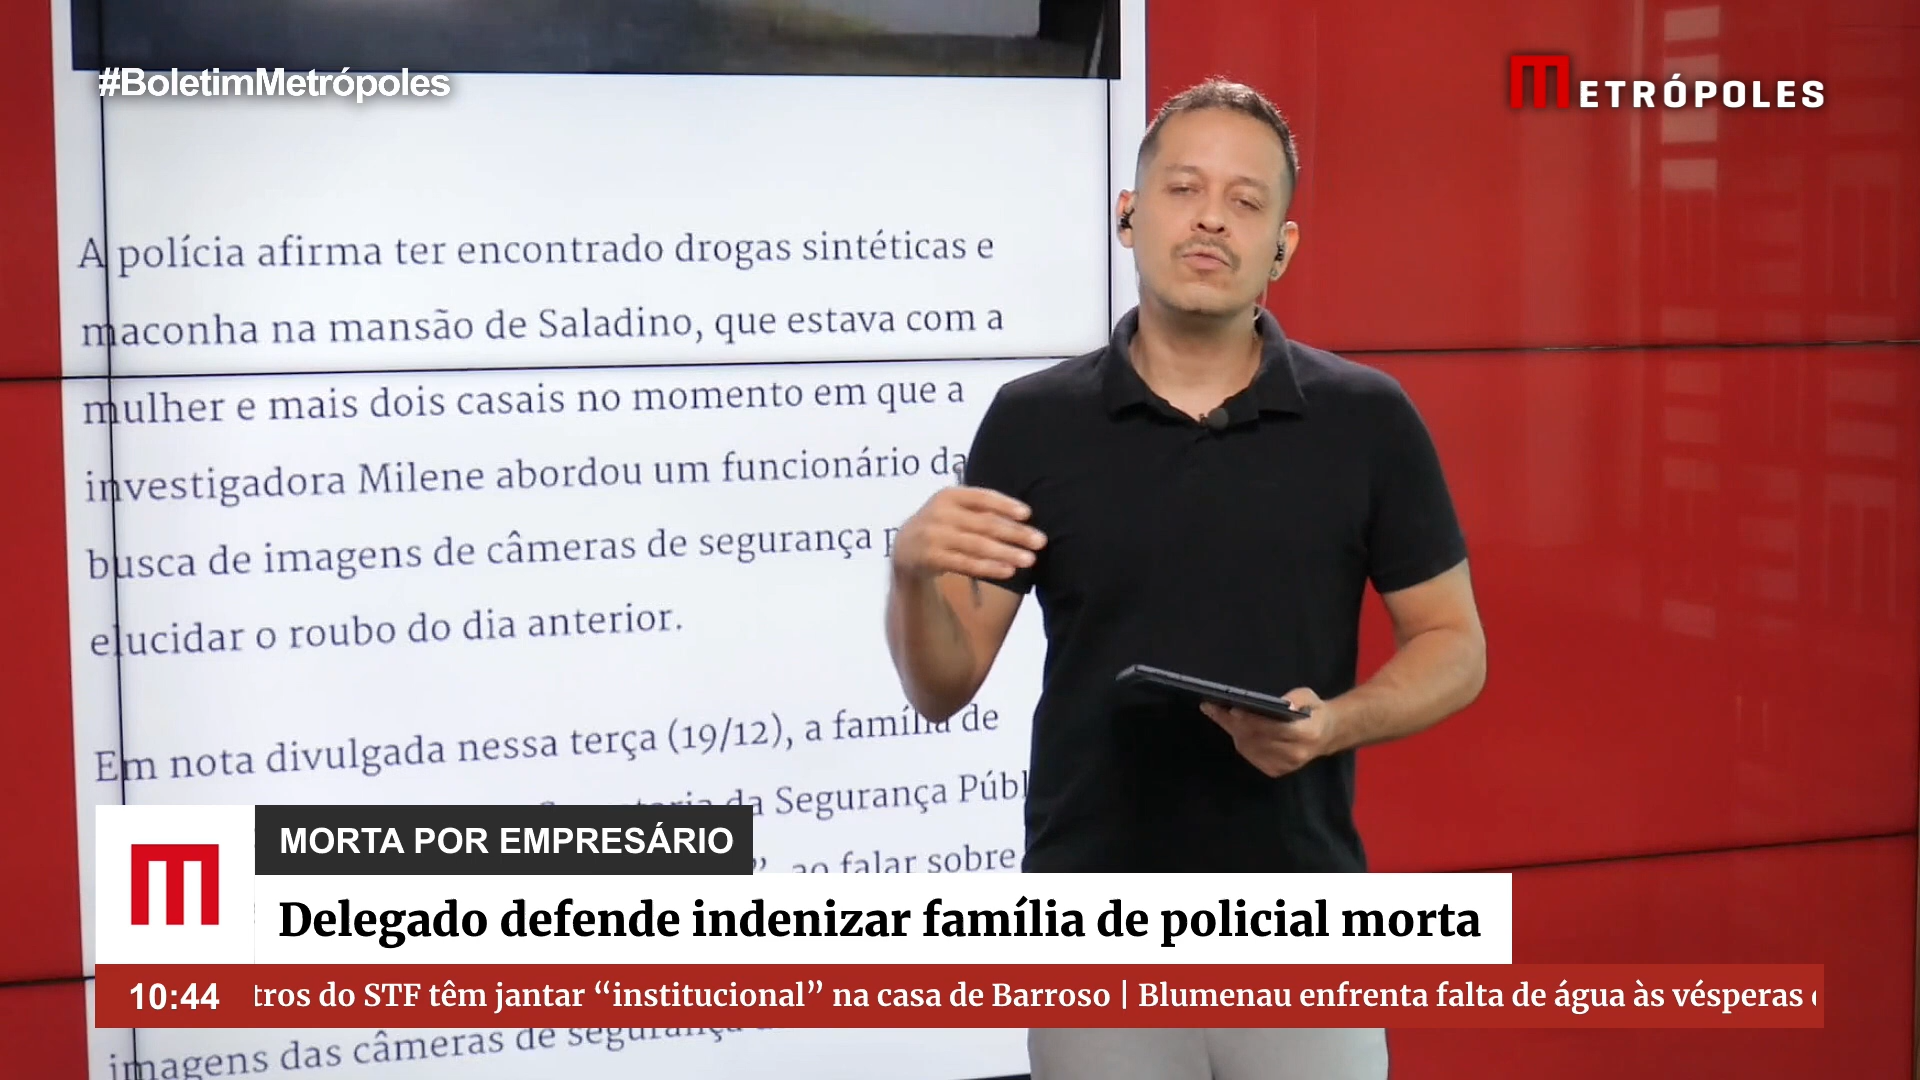 #BoletimMetrópoles
METRÓPOLES
A polícia afirma ter encontrado drogas sintéticas e
maconha na mansão de Saladino, que estava com a
mulher e mais dois casais no momento em que a
investigadora Milene abordou um funcionário da
busca de imagens de câmeras de segurança
elucidar o roubo do dia anterior.
Em nota divulgada nessa terça (19/12), a família de
da Segurança Públ
ao falar sobre
MORTA POR EMPRESÁRIO
Delegado defende indenizar família de policial morta
10:44 tros do STF têm jantar “institucional” na casa de Barroso | Blumenau enfrenta falta de água às vésperas
imagens das câmeras de segurança